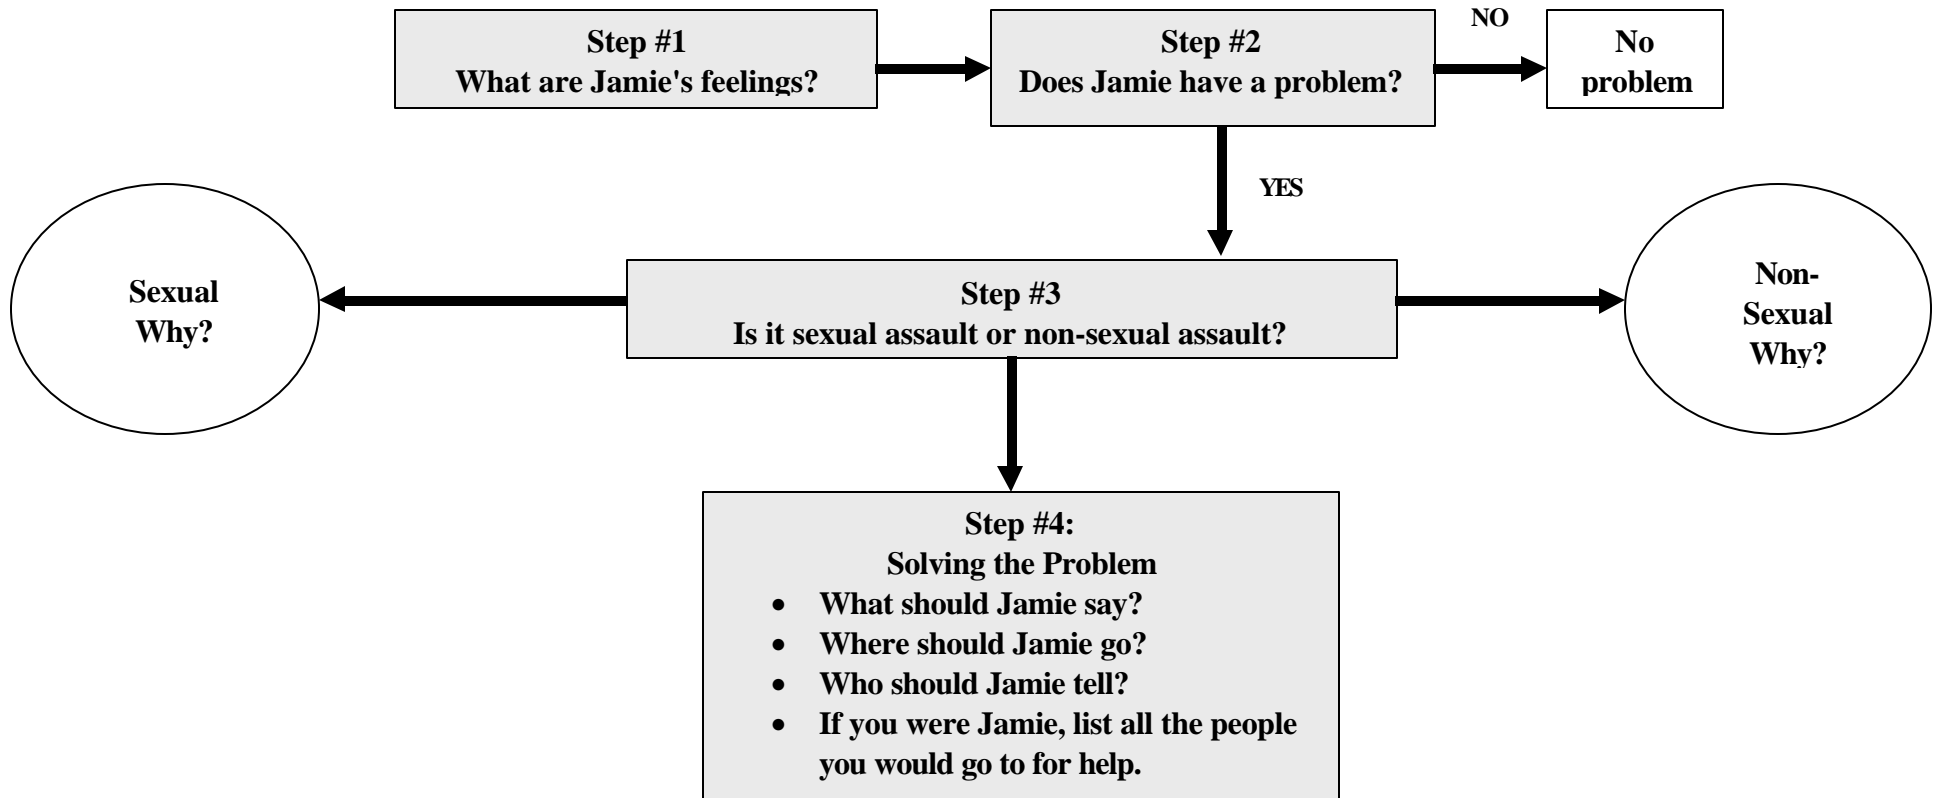 Step #1
What are Jamie's feelings?
Step #2
Does Jamie have a problem?
NO
No
problem
YES
Sexual
Why?
Step #3
Is it sexual assault or non-sexual assault?
Non-
Sexual
Why?
Step #4:
Solving the Problem
• What should Jamie say?
• Where should Jamie go?
• Who should Jamie tell?
• If you were Jamie, list all the people
you would go to for help.